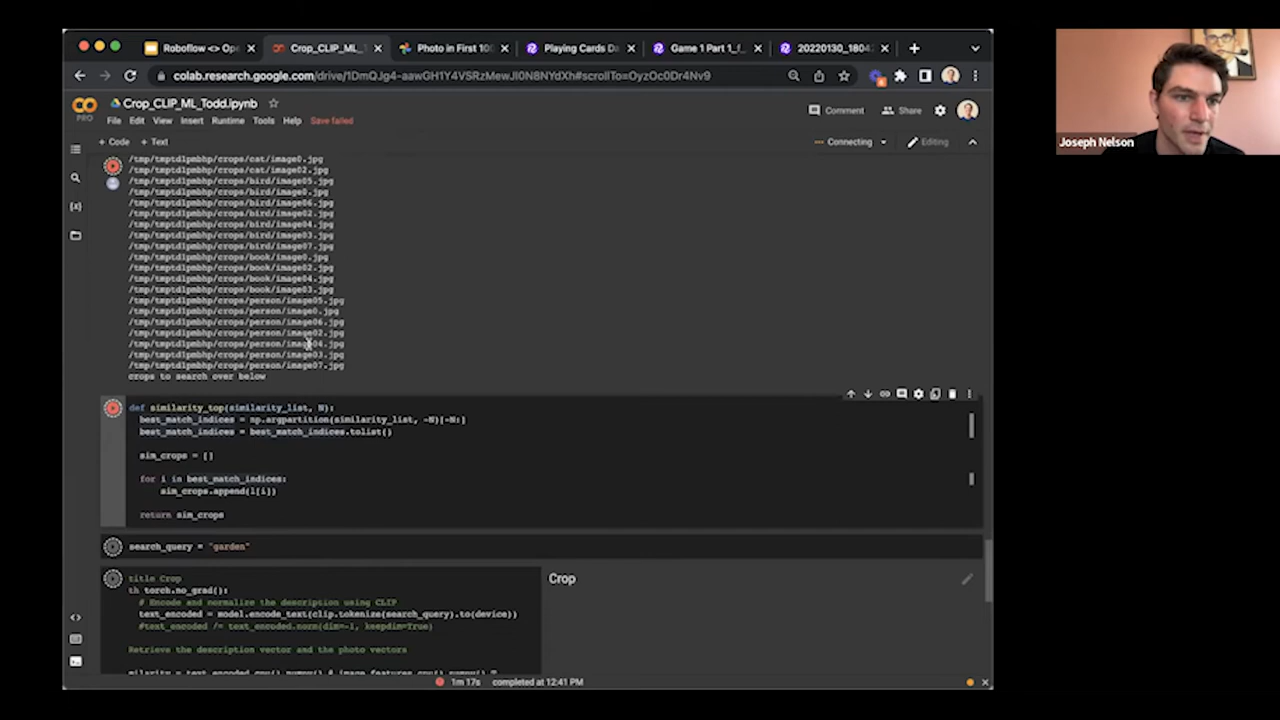 Roboflow <> Ope
Crop_CLIP_ML_
Photo in First 10
Playing Cards Da
Game 1 Part 1_f_
20220130_1804
colab.research.google.com/drive/1DmQJg4-aawGH1Y4V5RzMewJI0N8NYdXh#scrollTo=OyzOc0Dr4Nv9
Crop_CLIP_ML_Todd.ipynb
PRO
File Edit View Insert Runtime Tools Help Save failed
Comment Share
+ Code + Text
Connecting Editing
/tmp/tmptdlpmbhp/crops/cat/image0.jpg
/tmp/tmptdlpmbhp/crops/cat/image02.jpg
/tmp/tmptdlpmbhp/crops/bird/image05.jpg
/tmp/tmptdlpmbhp/crops/bird/image0.jpg
/tmp/tmptdlpmbhp/crops/bird/image06.jpg
/tmp/tmptdlpmbhp/crops/bird/image02.jpg
/tmp/tmptdlpmbhp/crops/bird/image04.jpg
/tmp/tmptdlpmbhp/crops/bird/image03.jpg
/tmp/tmptdlpmbhp/crops/bird/image07.jpg
/tmp/tmptdlpmbhp/crops/book/image0.jpg
/tmp/tmptdlpmbhp/crops/book/image02.jpg
/tmp/tmptdlpmbhp/crops/book/image04.jpg
/tmp/tmptdlpmbhp/crops/book/image03.jpg
/tmp/tmptdlpmbhp/crops/person/image05.jpg
/tmp/tmptdlpmbhp/crops/person/image0.jpg
/tmp/tmptdlpmbhp/crops/person/image06.jpg
/tmp/tmptdlpmbhp/crops/person/image02.jpg
/tmp/tmptdlpmbhp/crops/person/image04.jpg
/tmp/tmptdlpmbhp/crops/person/image03.jpg
/tmp/tmptdlpmbhp/crops/person/image07.jpg
crops to search over below
def similarity_top(similarity_list, N):
best_match_indices = np.argpartition(similarity_list, -N)[-N:]
best_match_indices = best_match_indices.tolist()
sim_crops = []
for i in best_match_indices:
sim_crops.append(l[i])
return sim_crops
search_query = "garden"
title Crop
th torch.no_grad():
# Encode and normalize the description using CLIP
text_encoded = model.encode_text(clip.tokenize(search_query).to(device))
#text_encoded /= text_encoded.norm(dim=-1, keepdim=True)
Retrieve the description vector and the photo vectors
Crop
1m 17s completed at 12:41 PM
Joseph Nelson